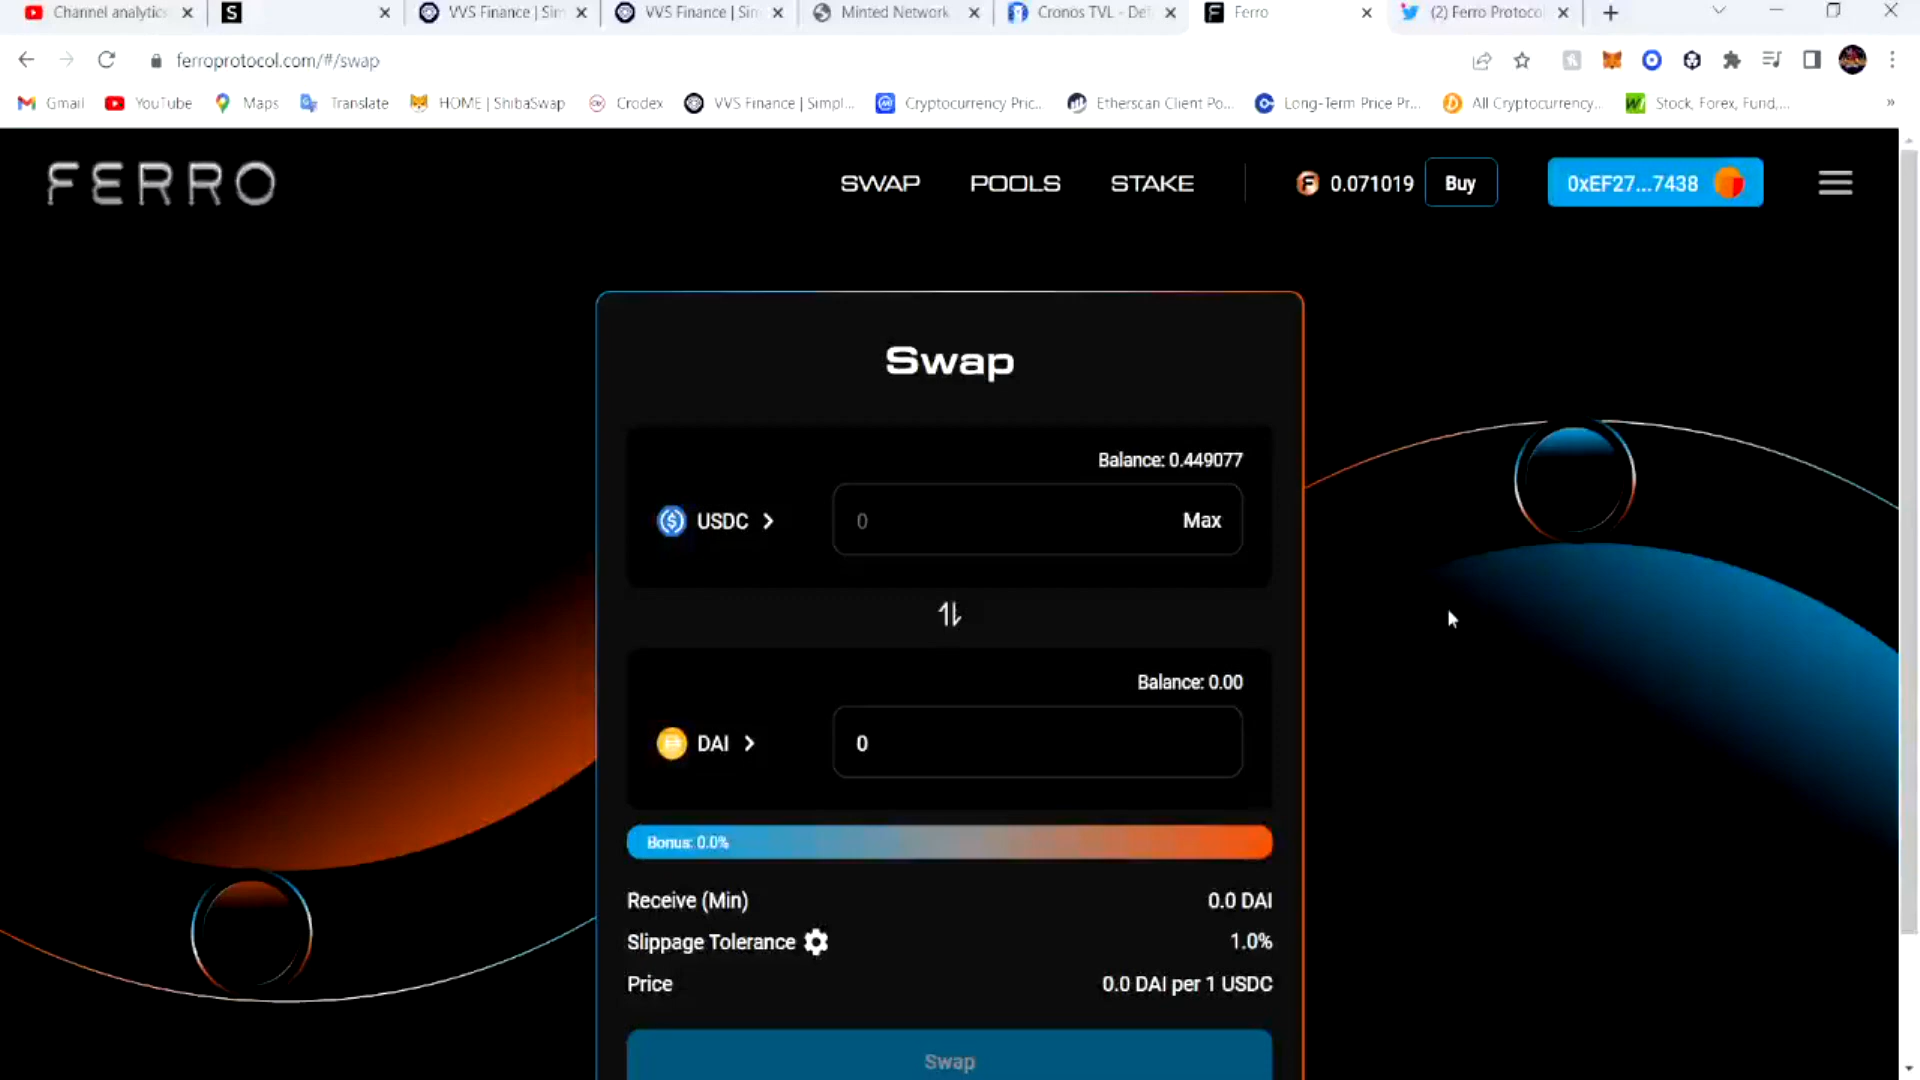 Channel analytics
S
VVS Finance | Sim
VVS Finance | Sim
Minted Network
Cronos TVL - Def
Ferro
(2) Ferro Protoco
ferroprotocol.com/#/swap
Gmail
YouTube
Maps
Translate
HOME | ShibaSwap
Crodex
VVS Finance | Simpl...
Cryptocurrency Pric...
Etherscan Client Po...
Long-Term Price Pr...
All Cryptocurrency...
Stock, Forex, Fund,...
»
FERRO
SWAP
POOLS
STAKE
0.071019
Buy
0xEF27...7438
Swap
Balance: 0.449077
USDC
0
Max
Balance: 0.00
DAI
0
Bonus: 0.0%
Receive (Min)
0.0 DAI
Slippage Tolerance
1.0%
Price
0.0 DAI per 1 USDC
Swap